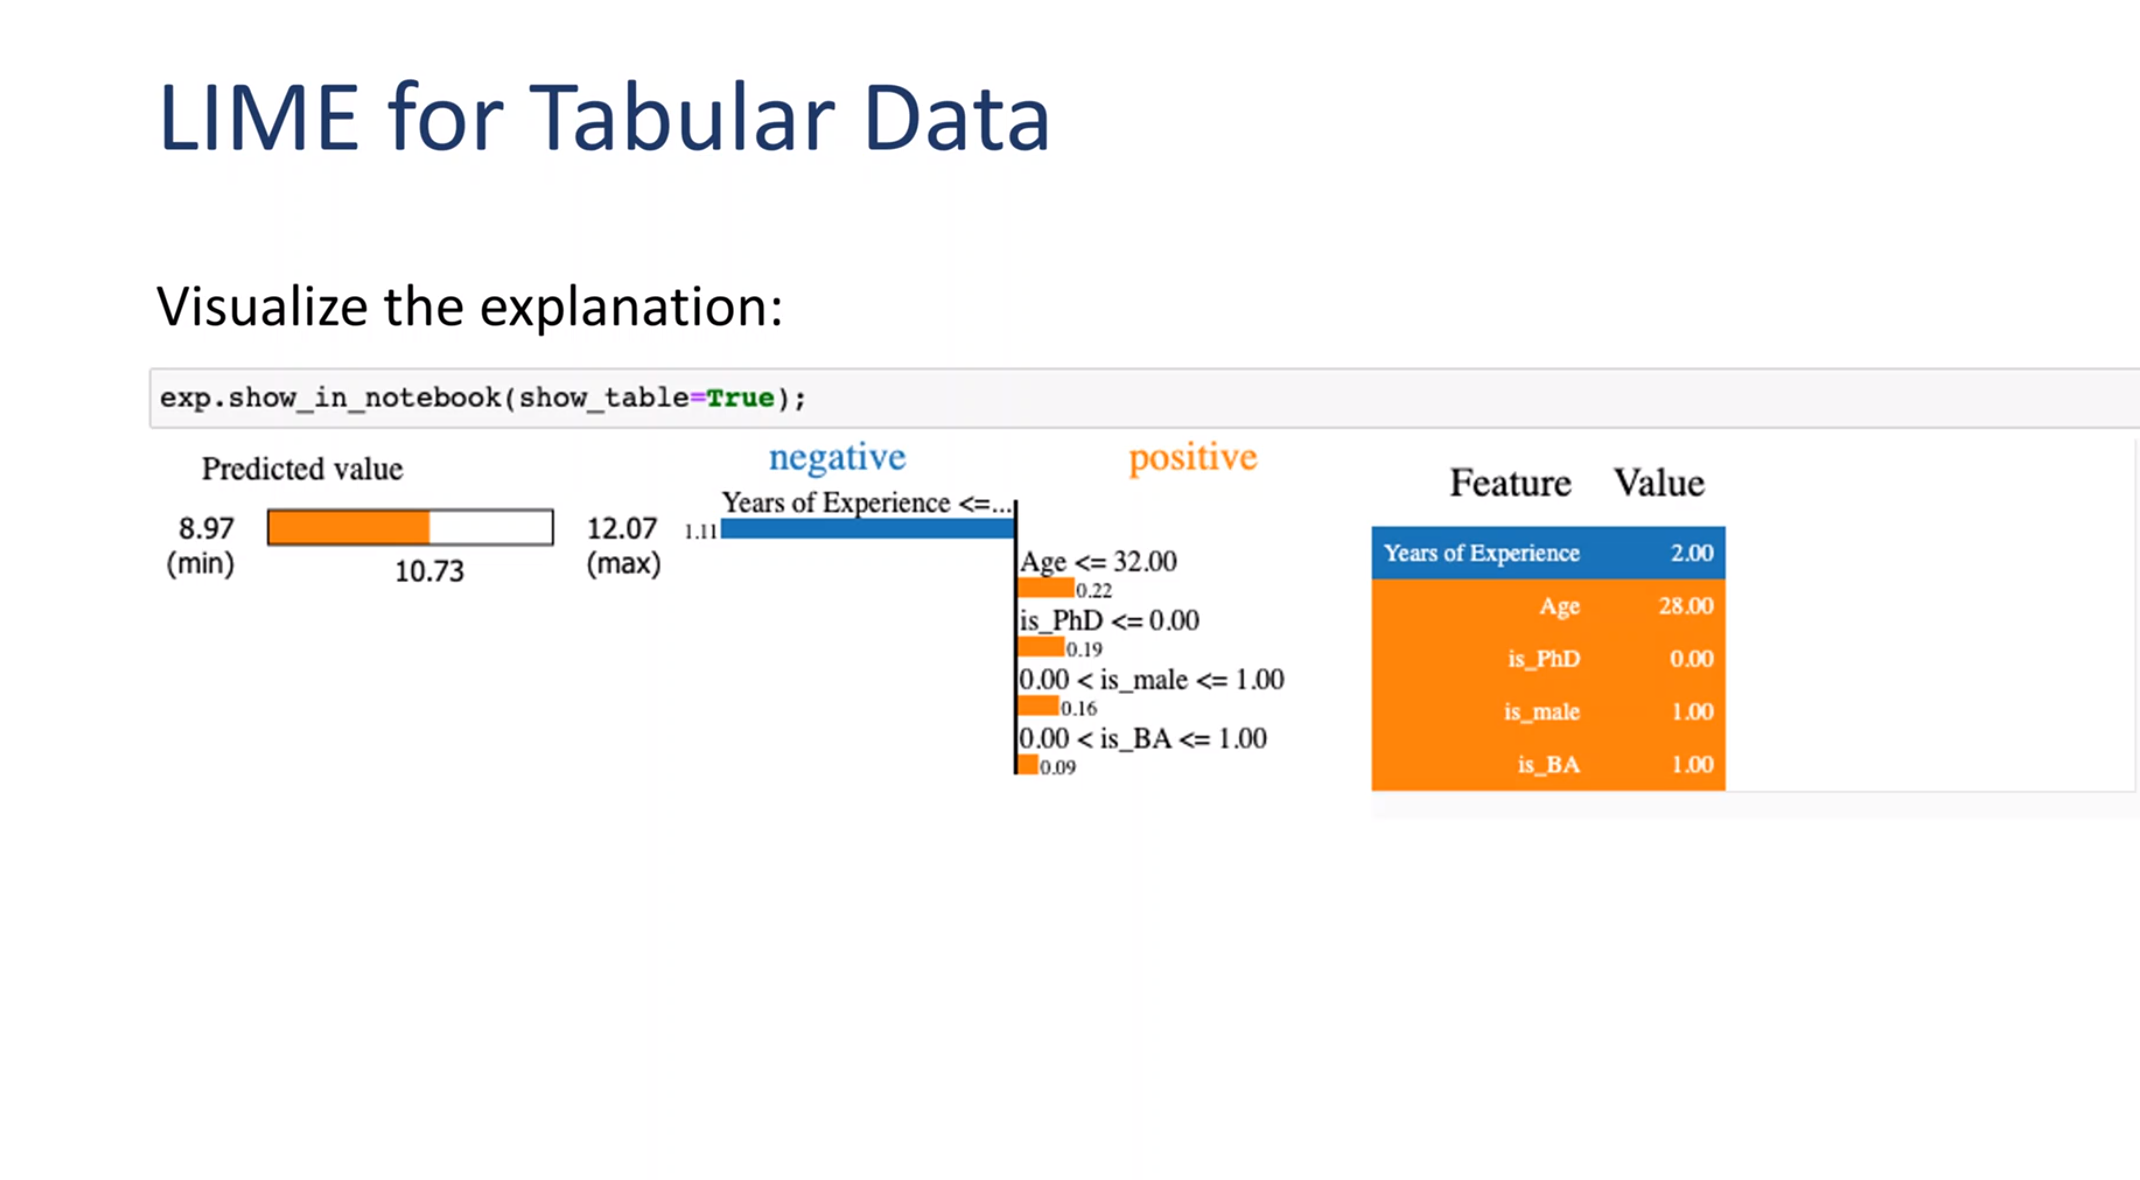 LIME for Tabular Data
Visualize the explanation:
exp.show_in_notebook(show_table=True);
Predicted value
8.97
(min)
10.73
12.07
(max)
negative
positive
Years of Experience <=...
1.11
Age <= 32.00
0.22
is_PhD <= 0.00
0.19
0.00 < is_male <= 1.00
0.16
0.00 < is_BA <= 1.00
0.09
Feature Value
Years of Experience 2.00
Age 28.00
is_PhD 0.00
is_male 1.00
is_BA 1.00